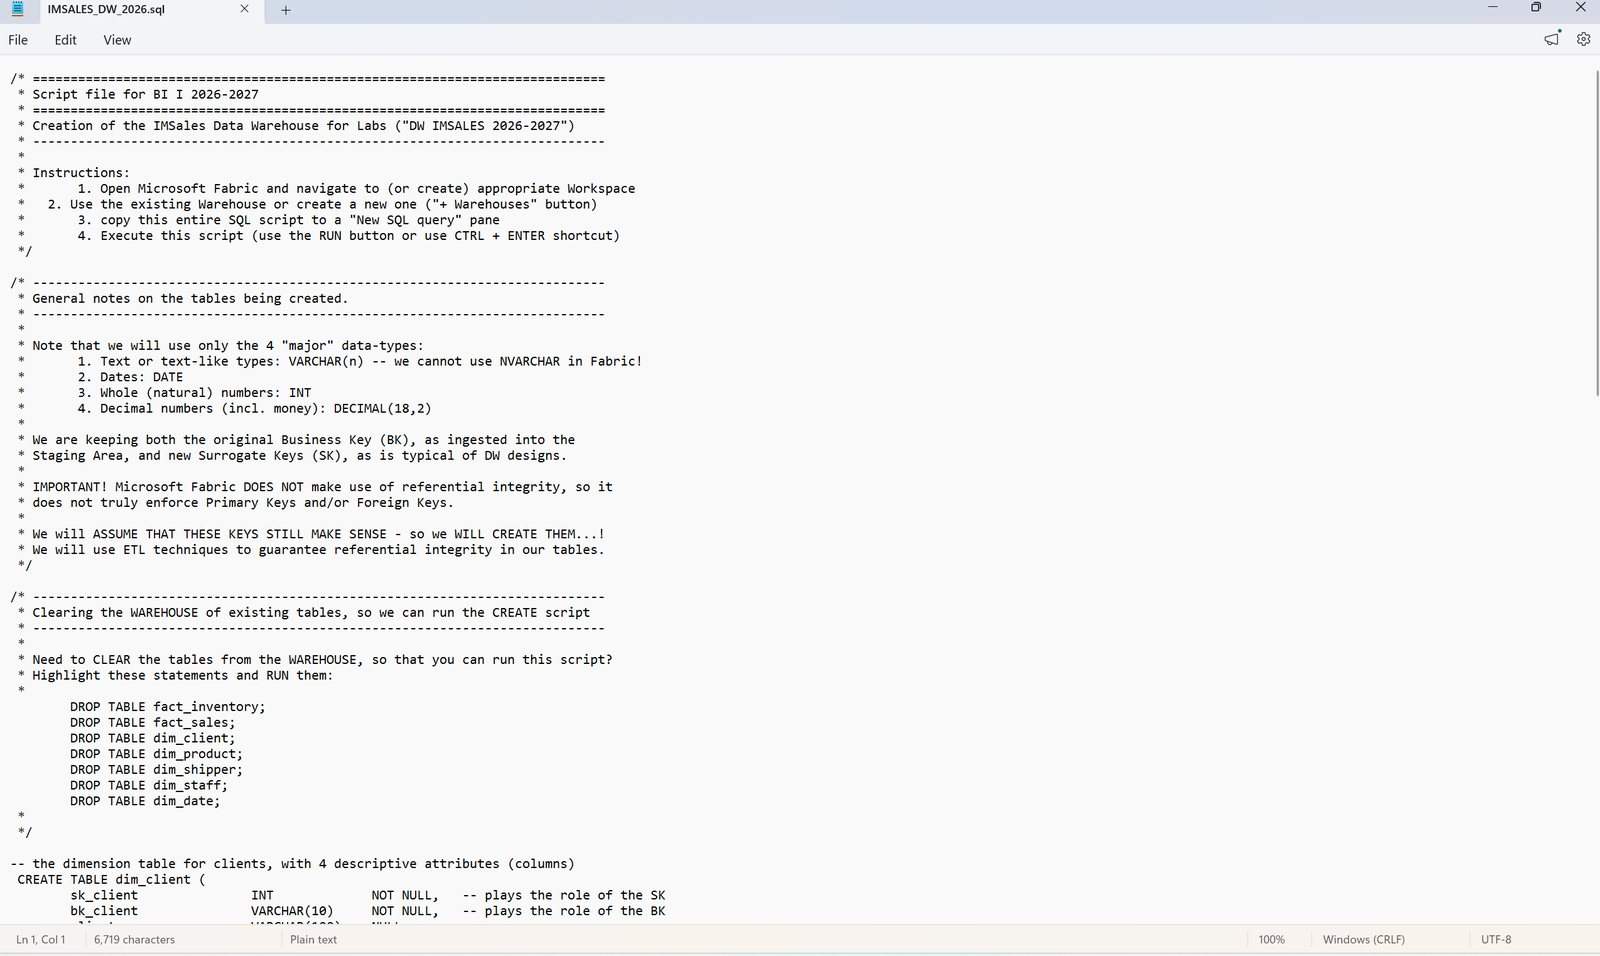 IMSALES_DW_2026.sql
File Edit View
/* ============================================================================
 * Script file for BI I 2026-2027
 * ============================================================================
 * Creation of the IMSales Data Warehouse for Labs ("DW IMSALES 2026-2027")
 * ----------------------------------------------------------------------------
 *
 * Instructions:
 *       1. Open Microsoft Fabric and navigate to (or create) appropriate Workspace
 *   2. Use the existing Warehouse or create a new one ("+ Warehouses" button)
 *       3. copy this entire SQL script to a "New SQL query" pane
 *       4. Execute this script (use the RUN button or use CTRL + ENTER shortcut)
 */
/* ----------------------------------------------------------------------------
 * General notes on the tables being created.
 * ----------------------------------------------------------------------------
 *
 * Note that we will use only the 4 "major" data-types:
 *       1. Text or text-like types: VARCHAR(n) -- we cannot use NVARCHAR in Fabric!
 *       2. Dates: DATE
 *       3. Whole (natural) numbers: INT
 *       4. Decimal numbers (incl. money): DECIMAL(18,2)
 *
 * We are keeping both the original Business Key (BK), as ingested into the
 * Staging Area, and new Surrogate Keys (SK), as is typical of DW designs.
 *
 * IMPORTANT! Microsoft Fabric DOES NOT make use of referential integrity, so it
 * does not truly enforce Primary Keys and/or Foreign Keys.
 *
 * We will ASSUME THAT THESE KEYS STILL MAKE SENSE - so we WILL CREATE THEM...!
 * We will use ETL techniques to guarantee referential integrity in our tables.
 */
/* ----------------------------------------------------------------------------
 * Clearing the WAREHOUSE of existing tables, so we can run the CREATE script
 * ----------------------------------------------------------------------------
 *
 * Need to CLEAR the tables from the WAREHOUSE, so that you can run this script?
 * Highlight these statements and RUN them:
 *
        DROP TABLE fact_inventory;
        DROP TABLE fact_sales;
        DROP TABLE dim_client;
        DROP TABLE dim_product;
        DROP TABLE dim_shipper;
        DROP TABLE dim_staff;
        DROP TABLE dim_date;
 *
 */
-- the dimension table for clients, with 4 descriptive attributes (columns)
 CREATE TABLE dim_client (
        sk_client               INT             NOT NULL,   -- plays the role of the SK
        bk_client               VARCHAR(10)     NOT NULL,   -- plays the role of the BK
Ln 1, Col 1 6,719 characters Plain text 100% Windows (CRLF) UTF-8